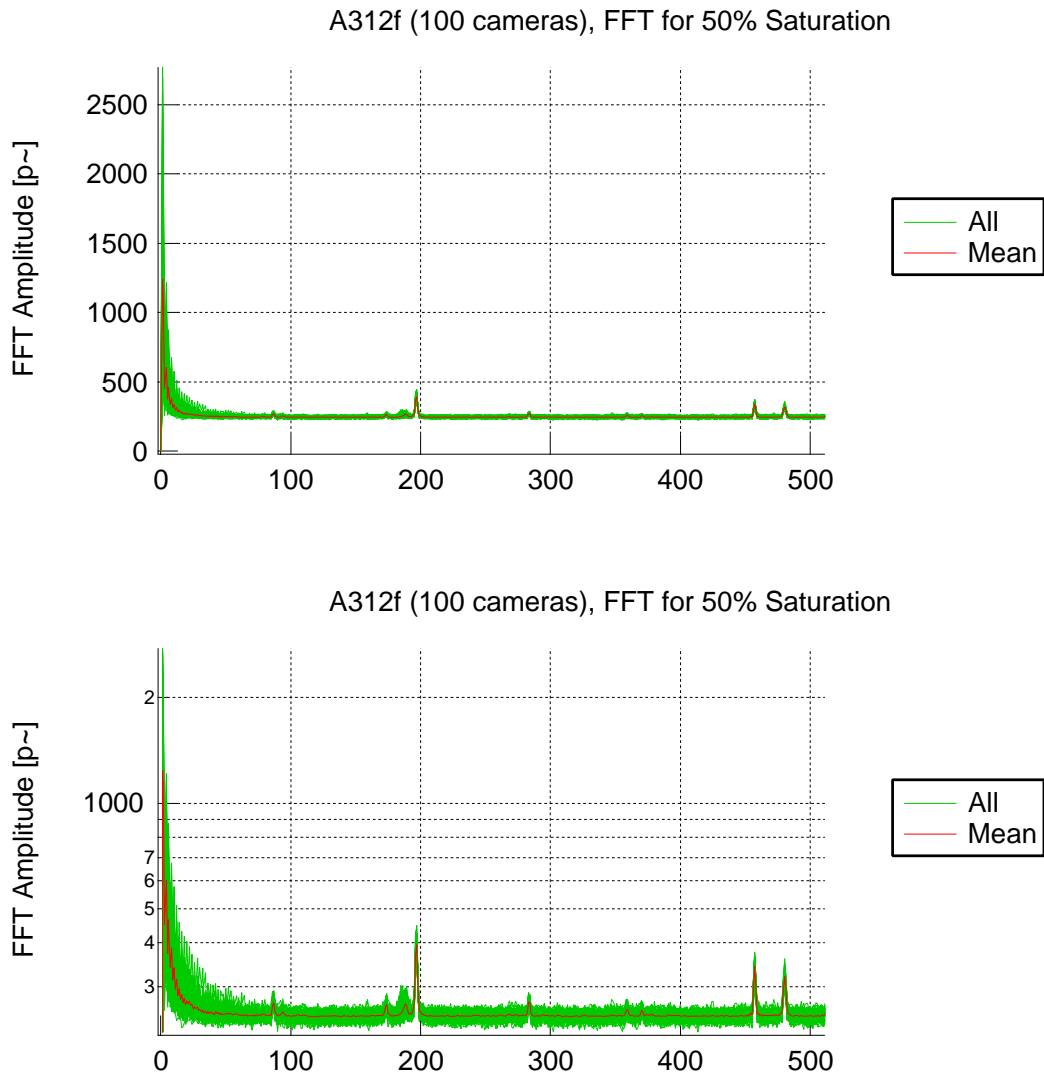 A312f (100 cameras), FFT for 50% Saturation
FFT Amplitude [p~]
2500
2000
1500
1000
500
0
0 100 200 300 400 500
All
Mean
A312f (100 cameras), FFT for 50% Saturation
FFT Amplitude [p~]
2
1000
7
6
5
4
3
0 100 200 300 400 500
All
Mean